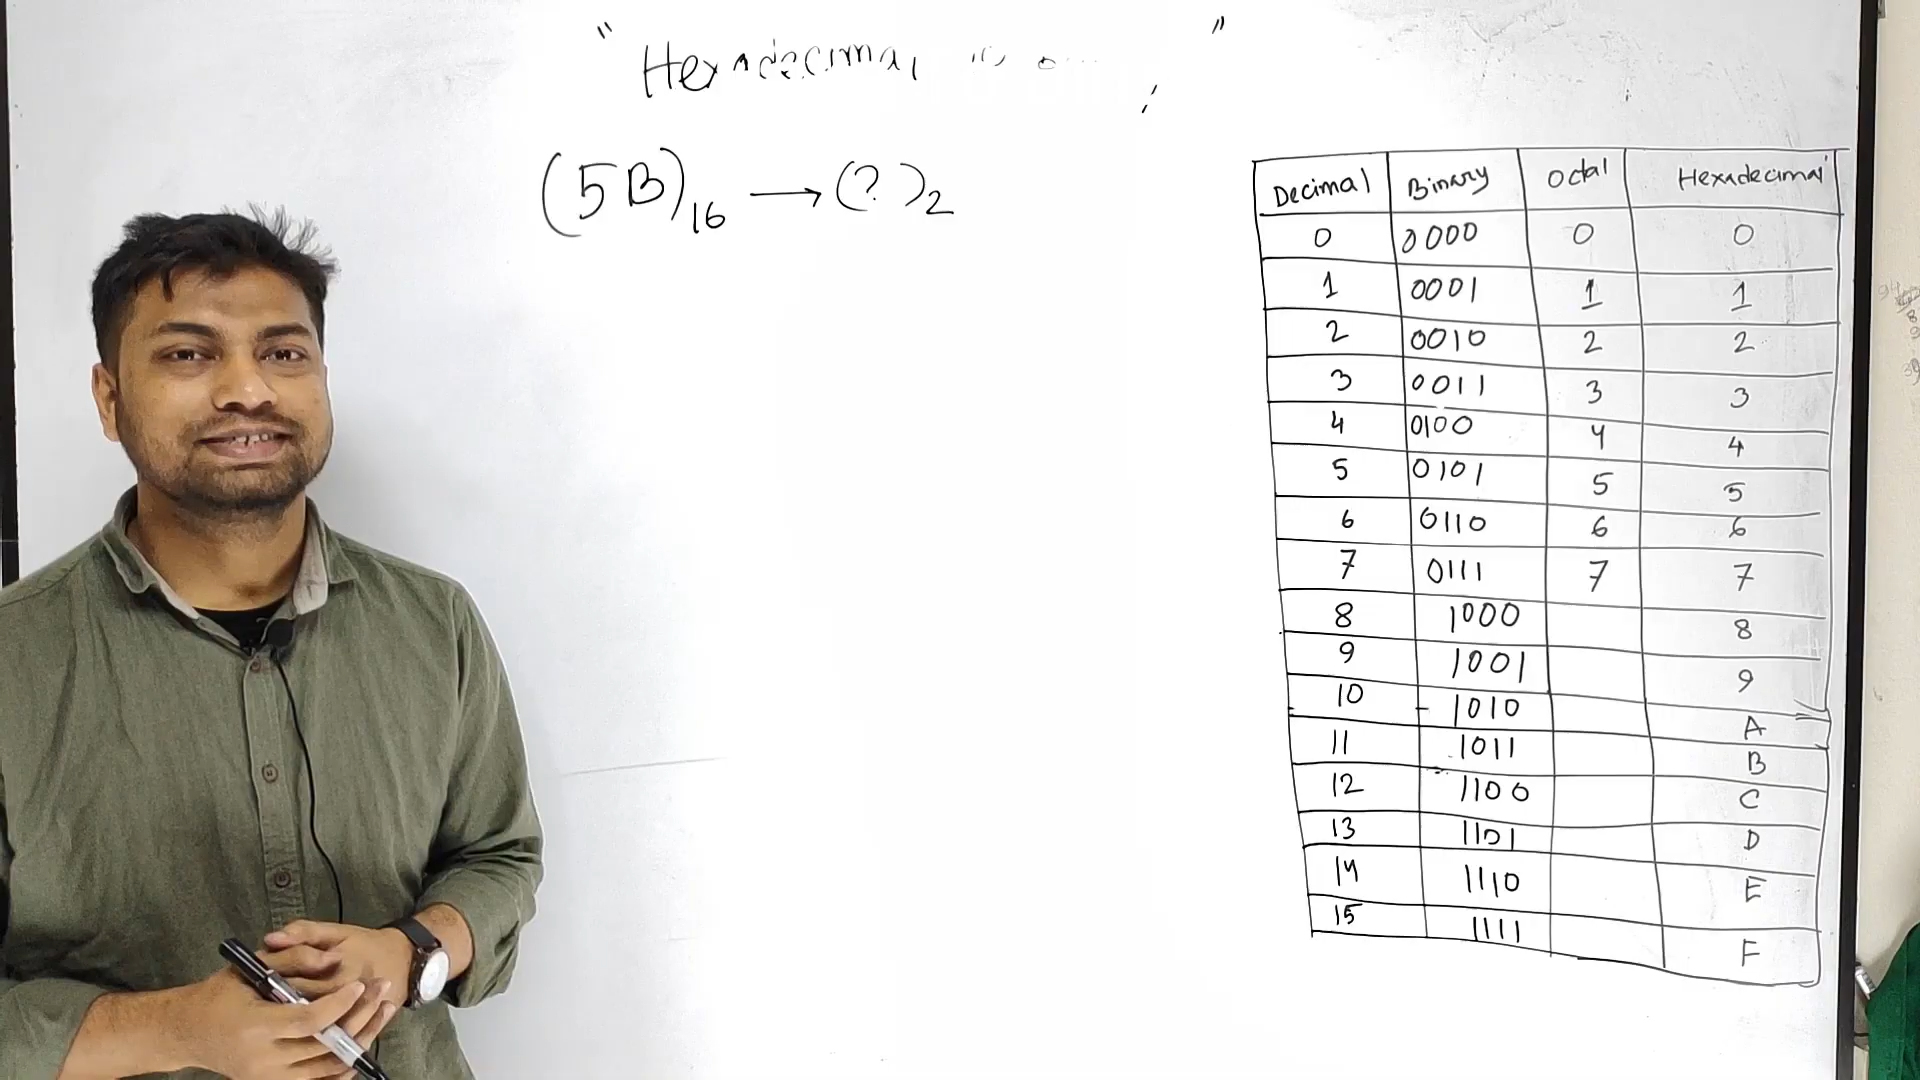 " Hexadecimal "
(5B)₁₆ → (?)₂
Decimal Binary Octal Hexadecimal
0 0000 0 0
1 0001 1 1
2 0010 2 2
3 0011 3 3
4 0100 4 4
5 0101 5 5
6 0110 6 6
7 0111 7 7
8 1000 8
9 1001 9
10 1010 A
11 1011 B
12 1100 C
13 1101 D
14 1110 E
15 1111 F